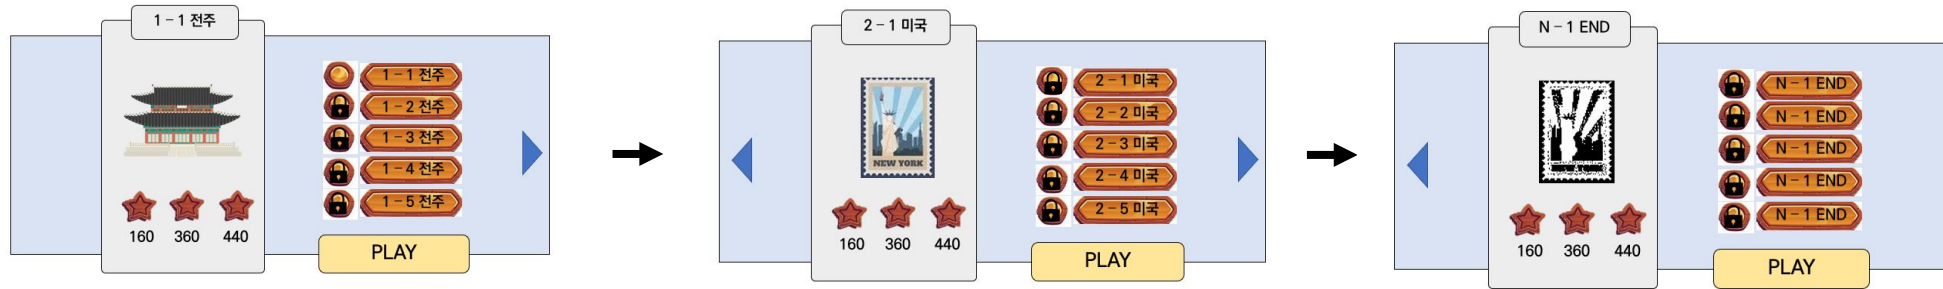 1 – 1 전주
1 – 1 전주
1 – 2 전주
1 – 3 전주
1 – 4 전주
1 – 5 전주
160 360 440
PLAY
2 – 1 미국
NEW YORK
2 – 1 미국
2 – 2 미국
2 – 3 미국
2 – 4 미국
2 – 5 미국
160 360 440
PLAY
N – 1 END
N – 1 END
N – 1 END
N – 1 END
N – 1 END
N – 1 END
160 360 440
PLAY